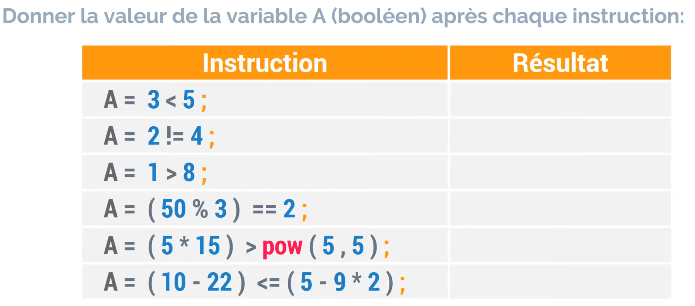 Donner la valeur de la variable A (booléen) après chaque instruction:
Instruction Résultat
A = 3 < 5 ;
A = 2 != 4 ;
A = 1 > 8 ;
A = ( 50 % 3 ) == 2 ;
A = ( 5 * 15 ) > pow ( 5 , 5 ) ;
A = ( 10 - 22 ) <= ( 5 - 9 * 2 ) ;